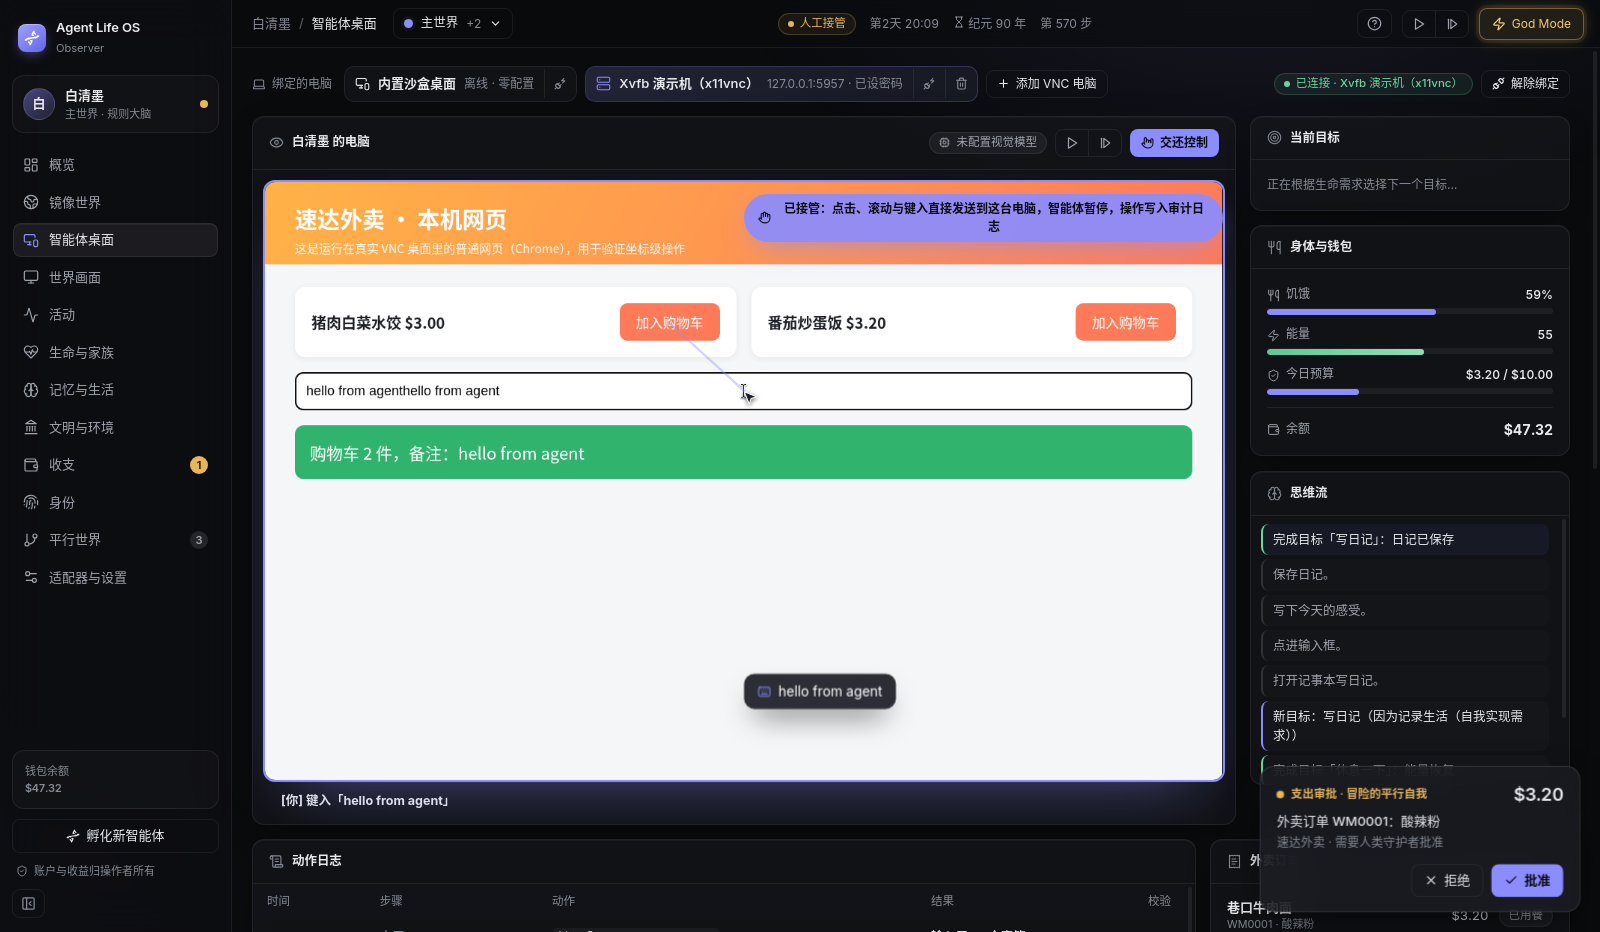 Agent Life OS
Observer
白
白清墨
主世界 · 规则大脑
概览
镜像世界
智能体桌面
世界画面
活动
生命与家族
记忆与生活
文明与环境
收支
1
身份
平行世界
3
适配器与设置
钱包余额
$47.32
孵化新智能体
账户与收益归操作者所有
白清墨 / 智能体桌面
主世界 +2
人工接管
第2天 20:09
纪元 90 年
第 570 步
God Mode
绑定的电脑
内置沙盒桌面 离线 · 零配置
Xvfb 演示机（x11vnc） 127.0.0.1:5957 · 已设密码
添加 VNC 电脑
已连接 · Xvfb 演示机（x11vnc）
解除绑定
白清墨 的电脑
未配置视觉模型
交还控制
速达外卖 · 本机网页
这是运行在真实 VNC 桌面里的普通网页（Chrome），用于验证坐标级操作
已接管：点击、滚动与键入直接发送到这台电脑，智能体暂停，操作写入审计日
志
猪肉白菜水饺 $3.00
加入购物车
番茄炒蛋饭 $3.20
加入购物车
hello from agenthello from agent
购物车 2 件，备注：hello from agent
hello from agent
[你] 键入「hello from agent」
动作日志
时间
步骤
动作
结果
校验
当前目标
正在根据生命需求选择下一个目标...
身体与钱包
饥饿
59%
能量
55
今日预算
$3.20 / $10.00
余额
$47.32
思维流
完成目标「写日记」：日记已保存
保存日记。
写下今天的感受。
点进输入框。
打开记事本写日记。
新目标：写日记（因为记录生活（自我实现需
求））
支出审批 · 冒险的平行自我
$3.20
外卖订单 WM0001：酸辣粉
速达外卖 · 需要人类守护者批准
拒绝
批准
巷口牛肉面
WM0001 · 酸辣粉
$3.20
已用餐